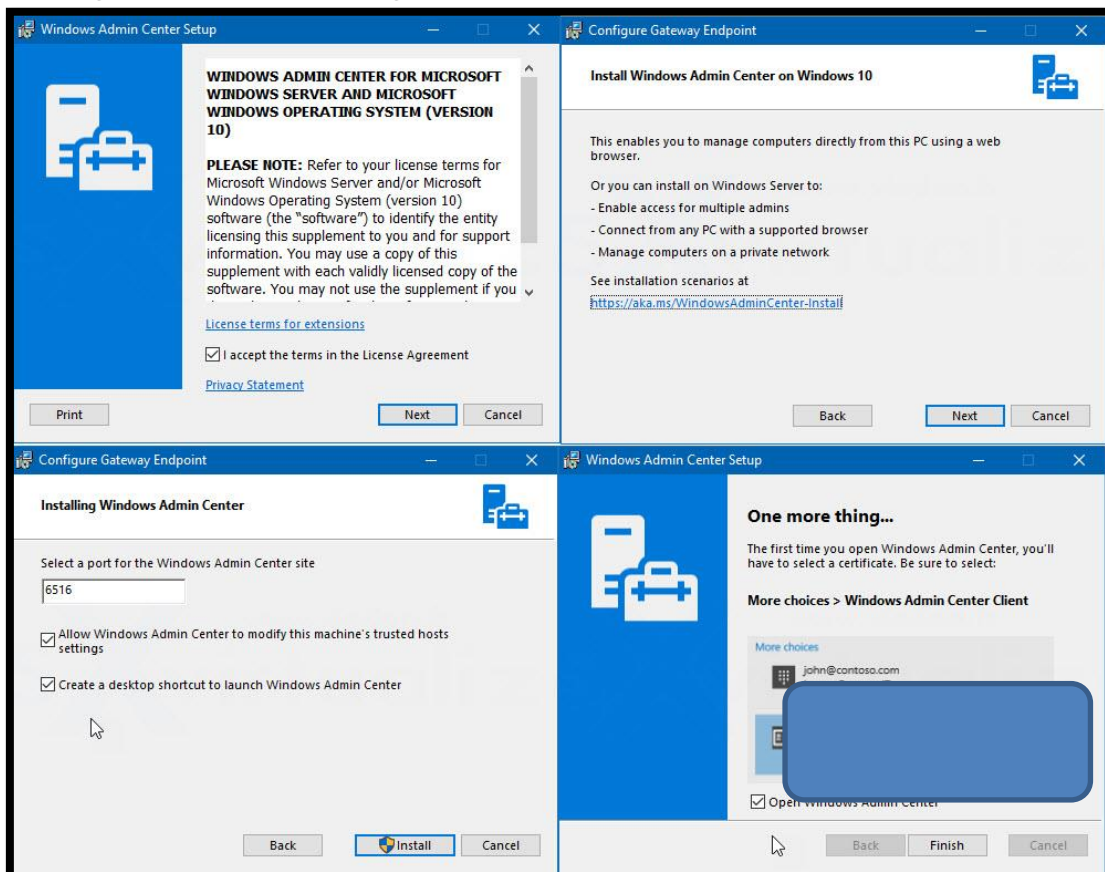 Windows Admin Center Setup
WINDOWS ADMIN CENTER FOR MICROSOFT
WINDOWS SERVER AND MICROSOFT
WINDOWS OPERATING SYSTEM (VERSION
10)
PLEASE NOTE: Refer to your license terms for
Microsoft Windows Server and/or Microsoft
Windows Operating System (version 10)
software (the “software”) to identify the entity
licensing this supplement to you and for support
information. You may use a copy of this
supplement with each validly licensed copy of the
software. You may not use the supplement if you
License terms for extensions
I accept the terms in the License Agreement
Privacy Statement
Print
Next
Cancel
Configure Gateway Endpoint
Install Windows Admin Center on Windows 10
This enables you to manage computers directly from this PC using a web
browser.
Or you can install on Windows Server to:
- Enable access for multiple admins
- Connect from any PC with a supported browser
- Manage computers on a private network
See installation scenarios at
https://aka.ms/WindowsAdminCenter-Install
Back
Next
Cancel
Configure Gateway Endpoint
Installing Windows Admin Center
Select a port for the Windows Admin Center site
6516
Allow Windows Admin Center to modify this machine's trusted hosts
settings
Create a desktop shortcut to launch Windows Admin Center
Back
Install
Cancel
Windows Admin Center Setup
One more thing...
The first time you open Windows Admin Center, you'll
have to select a certificate. Be sure to select:
More choices > Windows Admin Center Client
More choices
john@contoso.com
Open Windows Admin Center
Back
Finish
Cancel